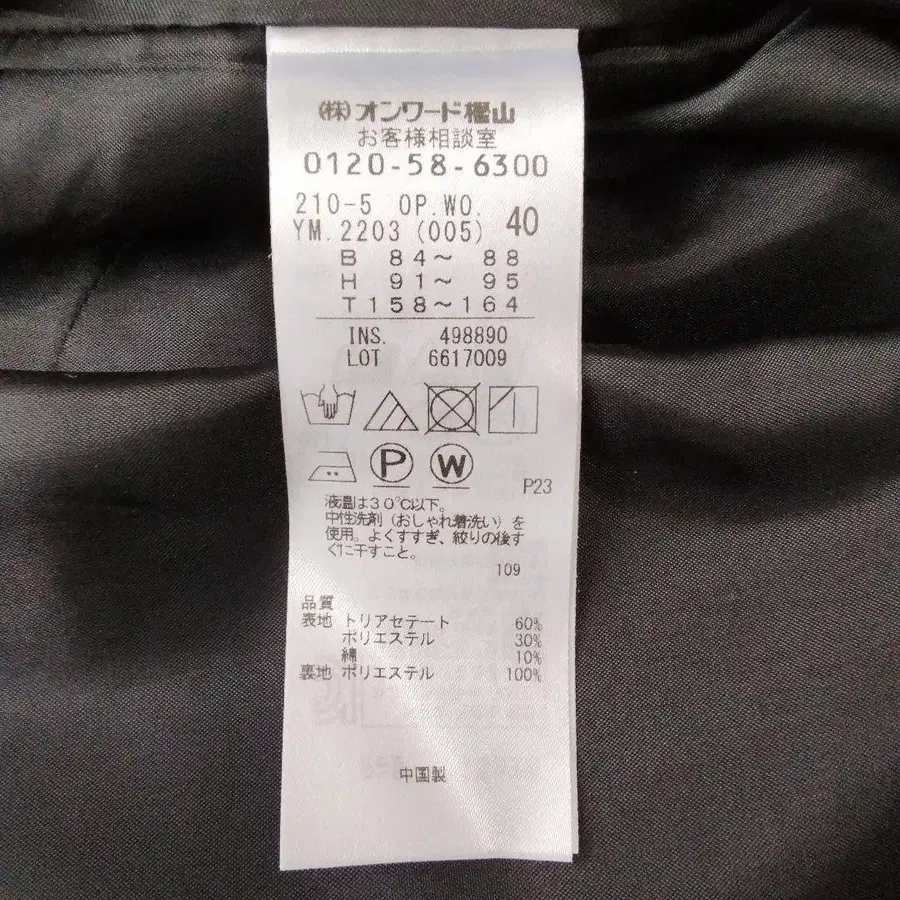 ㈱オンワード樫山
お客様相談室
0120-58-6300
210-5 OP.WO.
YM.2203(005) 40
B 84〜 88
H 91〜 95
T158〜164
INS. 498890
LOT 6617009
P W
P23
液温は30℃以下。
中性洗剤(おしゃれ着洗い)を
使用。よくすすぎ、絞りの後す
ぐに干すこと。
109
品質
表地 トリアセテート 60%
ポリエステル 30%
綿 10%
裏地 ポリエステル 100%
中国製